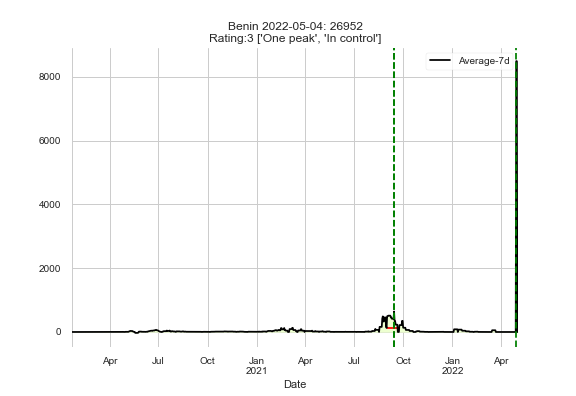 Benin 2022-05-04: 26952
Rating:3 ['One peak', 'In control']
Average-7d
8000
6000
4000
2000
0
Apr
Jul
Oct
Jan
2021
Apr
Jul
Oct
Jan
2022
Apr
Date